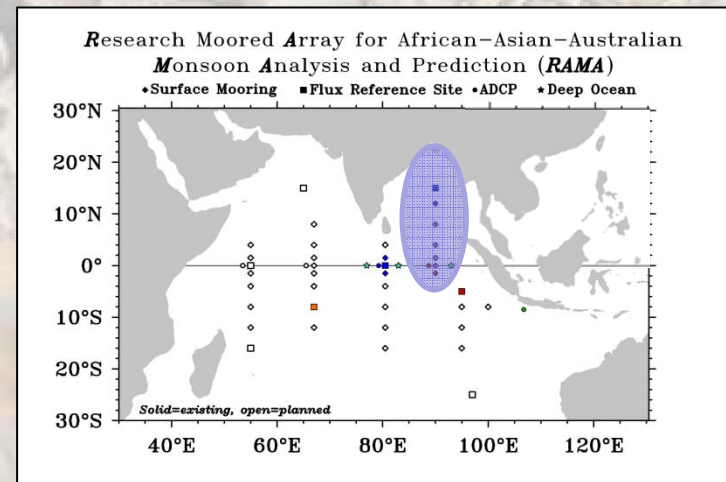 Research Moored Array for African-Asian-Australian
Monsoon Analysis and Prediction (RAMA)
◆Surface Mooring ■Flux Reference Site ●ADCP ★Deep Ocean
30°N
20°N
10°N
0°
10°S
20°S
30°S
Solid=existing, open=planned
40°E 60°E 80°E 100°E 120°E